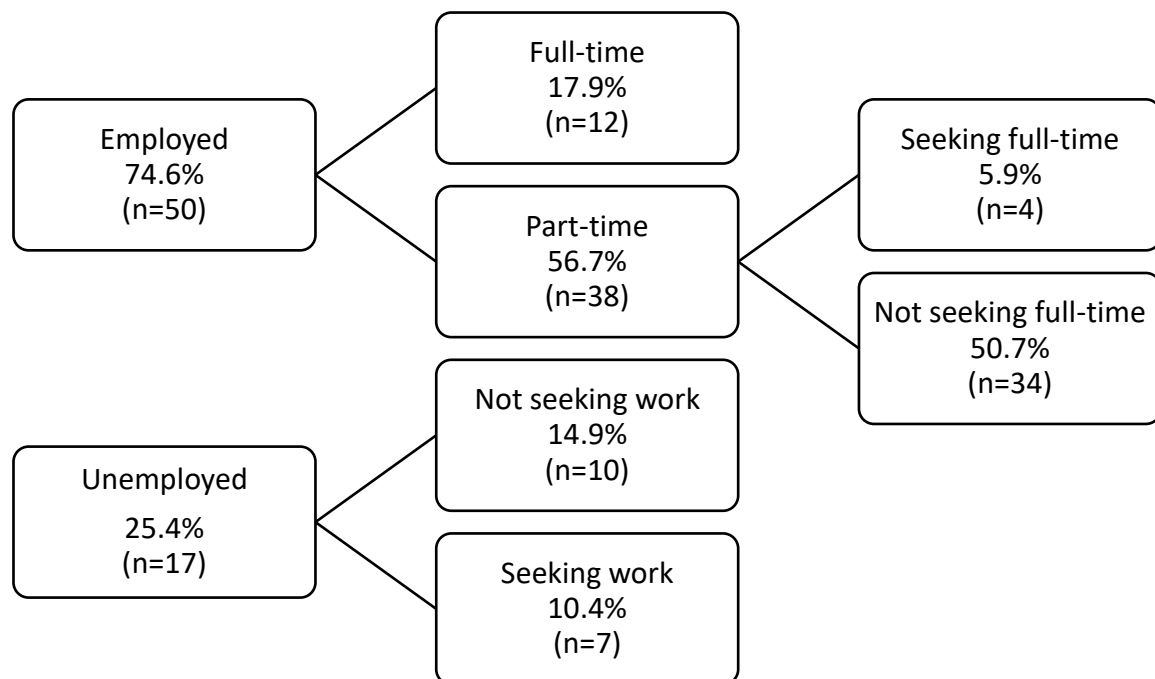 Employed
74.6%
(n=50)
Full-time
17.9%
(n=12)
Part-time
56.7%
(n=38)
Seeking full-time
5.9%
(n=4)
Not seeking full-time
50.7%
(n=34)
Unemployed
25.4%
(n=17)
Not seeking work
14.9%
(n=10)
Seeking work
10.4%
(n=7)